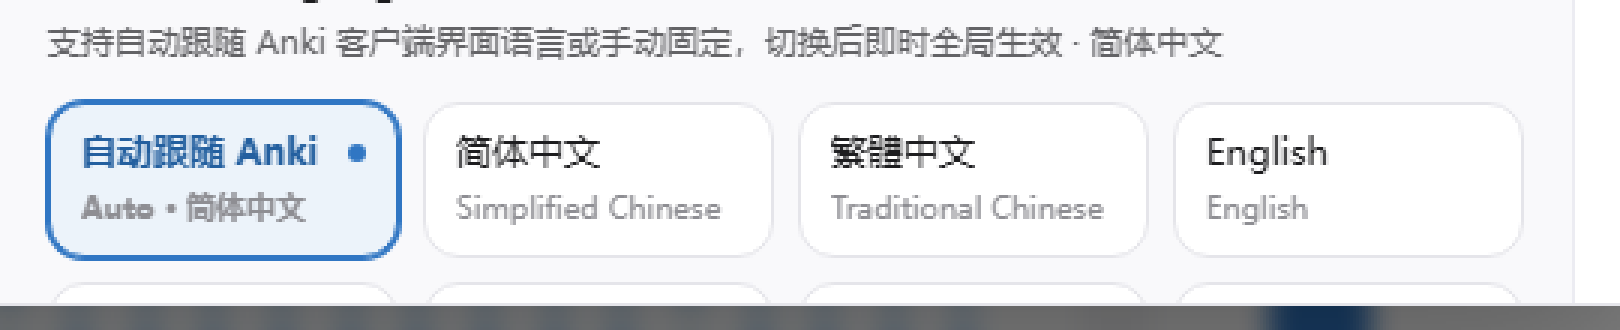 支持自动跟随 Anki 客户端界面语言或手动固定，切换后即时全局生效 · 简体中文
自动跟随 Anki
Auto • 简体中文
简体中文
Simplified Chinese
繁體中文
Traditional Chinese
English
English